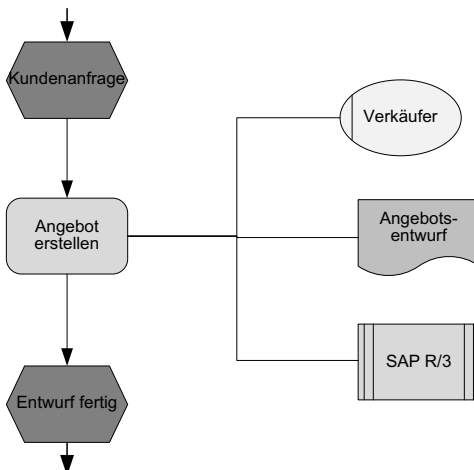 Kundenanfrage
Verkäufer
Angebot
erstellen
Angebots-
entwurf
SAP R/3
Entwurf fertig